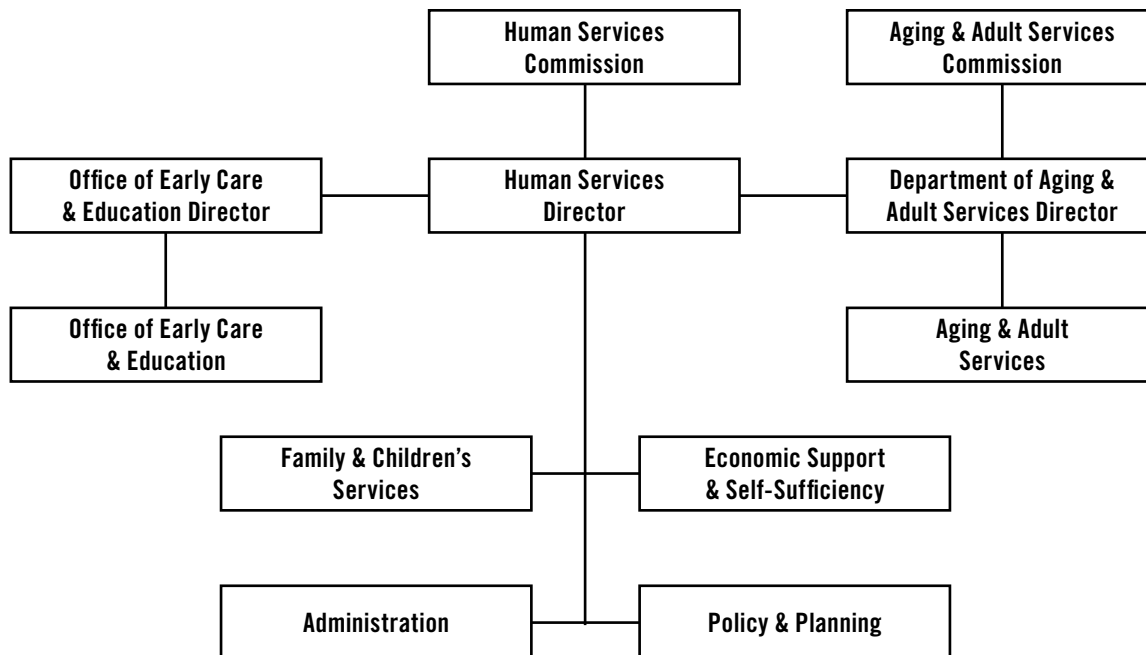 Human Services
Commission
Aging & Adult Services
Commission
Office of Early Care
& Education Director
Human Services
Director
Department of Aging &
Adult Services Director
Office of Early Care
& Education
Aging & Adult
Services
Family & Children’s
Services
Economic Support
& Self-Sufficiency
Administration
Policy & Planning